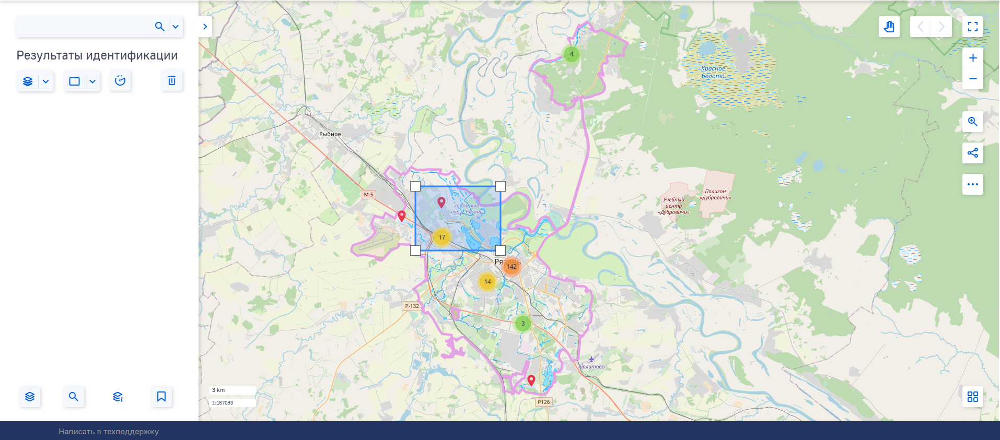 Результаты идентификации
4
Красное
болото
Рыбное
М-5
Полигон
«Дубровичи»
Учебный
центр
«Дубровичи»
городской
округ Рязань
17
Рязань
142
14
Р-132
3
Турлатово
3 km
1:167093
Р126
Написать в техподдержку